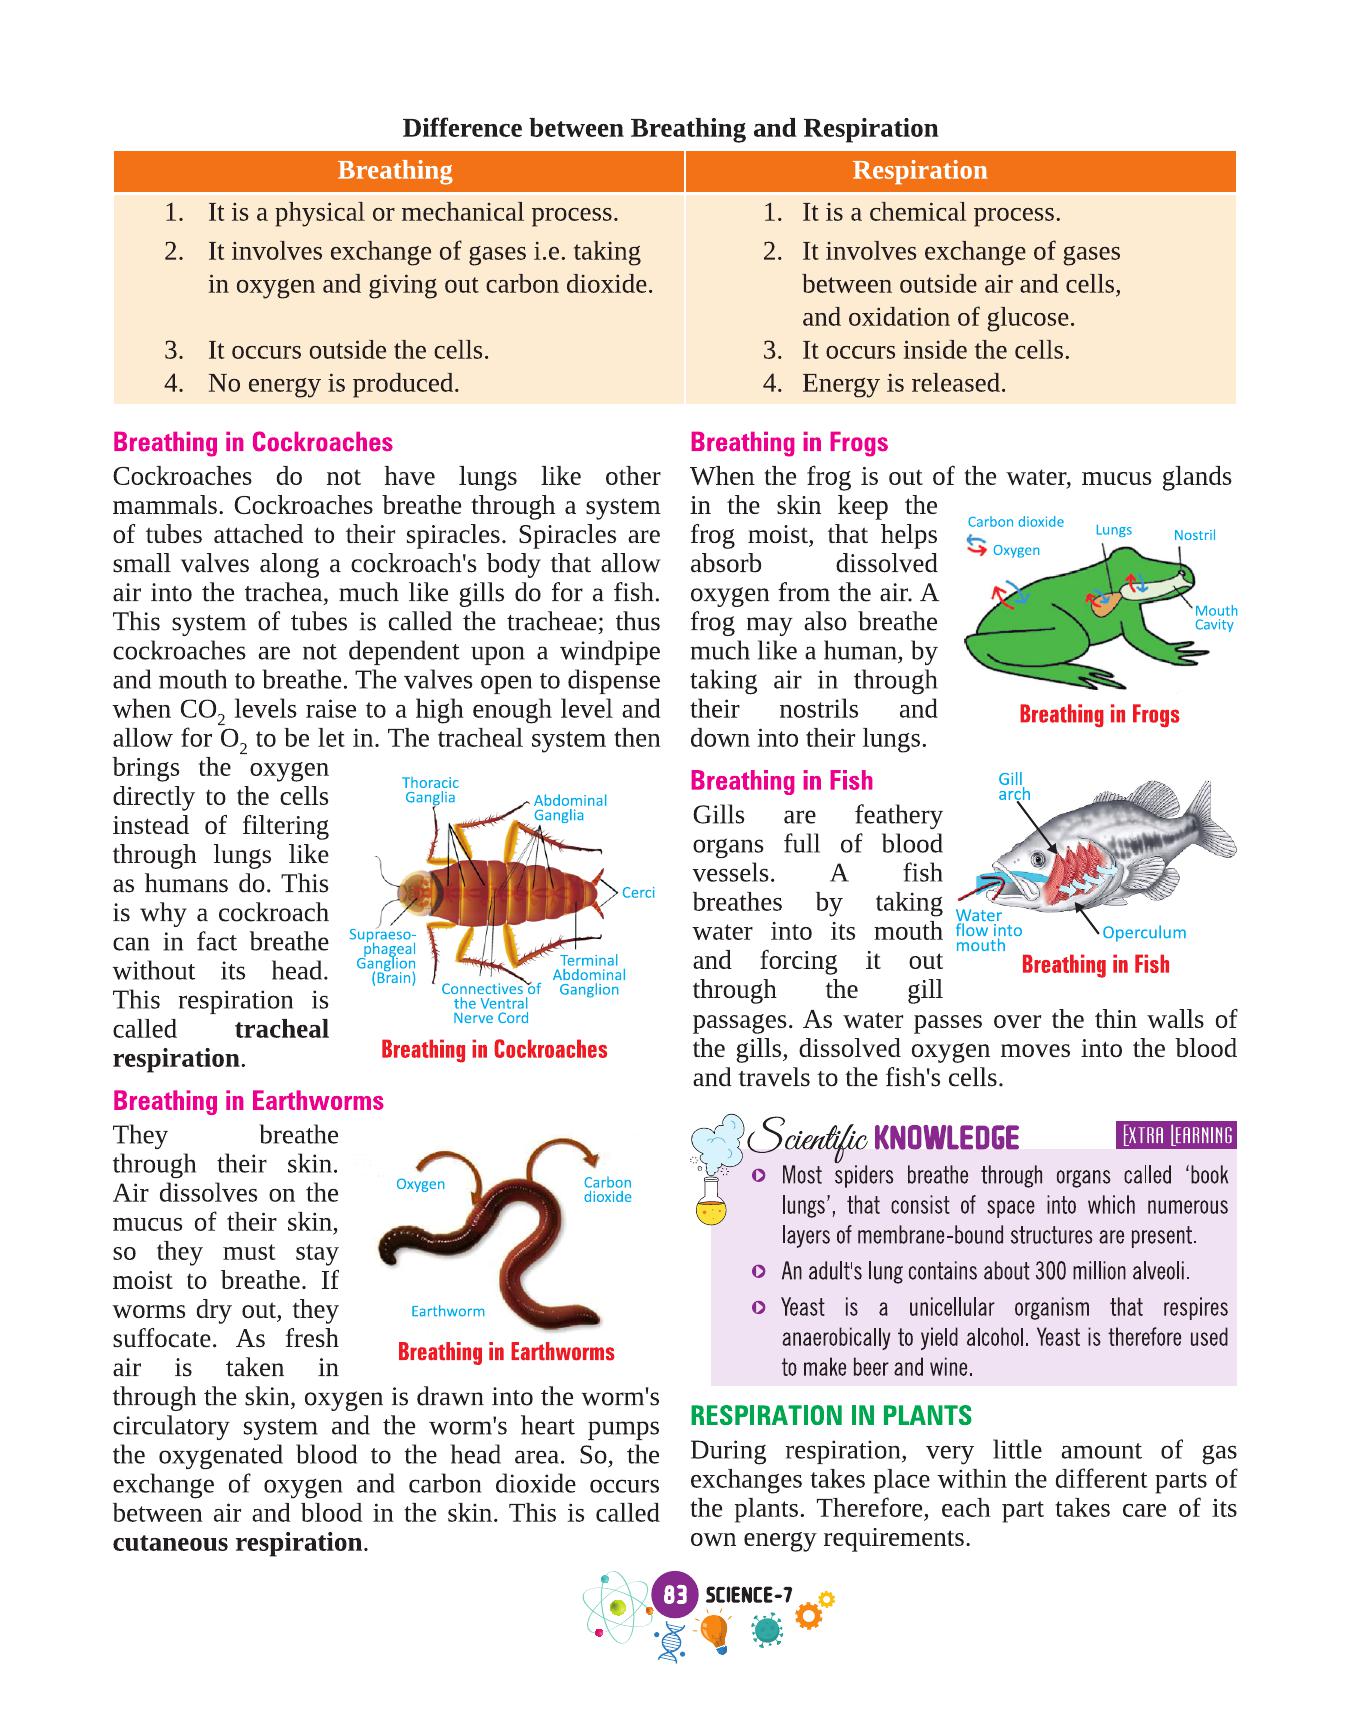 Difference between Breathing and Respiration
Breathing
Respiration
1. It is a physical or mechanical process.
2. It involves exchange of gases i.e. taking
in oxygen and giving out carbon dioxide.
3. It occurs outside the cells.
4. No energy is produced.
1. It is a chemical process.
2. It involves exchange of gases
between outside air and cells,
and oxidation of glucose.
3. It occurs inside the cells.
4. Energy is released.
Breathing in Cockroaches
Cockroaches do not have lungs like other
mammals. Cockroaches breathe through a system
of tubes attached to their spiracles. Spiracles are
small valves along a cockroach's body that allow
air into the trachea, much like gills do for a fish.
This system of tubes is called the tracheae; thus
cockroaches are not dependent upon a windpipe
and mouth to breathe. The valves open to dispense
when CO2 levels raise to a high enough level and
allow for O2 to be let in. The tracheal system then
brings the oxygen
directly to the cells
instead of filtering
through lungs like
as humans do. This
is why a cockroach
can in fact breathe
without its head.
This respiration is
called tracheal
respiration.
Thoracic
Ganglia
Abdominal
Ganglia
Cerci
Supraeso-
phageal
Ganglion
(Brain)
Connectives of
the Ventral
Nerve Cord
Terminal
Abdominal
Ganglion
Breathing in Cockroaches
Breathing in Earthworms
They breathe
through their skin.
Air dissolves on the
mucus of their skin,
so they must stay
moist to breathe. If
worms dry out, they
suffocate. As fresh
air is taken in
through the skin, oxygen is drawn into the worm's
circulatory system and the worm's heart pumps
the oxygenated blood to the head area. So, the
exchange of oxygen and carbon dioxide occurs
between air and blood in the skin. This is called
cutaneous respiration.
Oxygen
Carbon
dioxide
Earthworm
Breathing in Earthworms
Breathing in Frogs
When the frog is out of the water, mucus glands
in the skin keep the
frog moist, that helps
absorb dissolved
oxygen from the air. A
frog may also breathe
much like a human, by
taking air in through
their nostrils and
down into their lungs.
Carbon dioxide
Oxygen
Lungs
Nostril
Mouth
Cavity
Breathing in Frogs
Breathing in Fish
Gills are feathery
organs full of blood
vessels. A fish
breathes by taking
water into its mouth
and forcing it out
through the gill
passages. As water passes over the thin walls of
the gills, dissolved oxygen moves into the blood
and travels to the fish's cells.
Gill
arch
Water
flow into
mouth
Operculum
Breathing in Fish
Scientific KNOWLEDGE
EXTRA LEARNING
Most spiders breathe through organs called ‘book
lungs’, that consist of space into which numerous
layers of membrane-bound structures are present.
An adult's lung contains about 300 million alveoli.
Yeast is a unicellular organism that respires
anaerobically to yield alcohol. Yeast is therefore used
to make beer and wine.
RESPIRATION IN PLANTS
During respiration, very little amount of gas
exchanges takes place within the different parts of
the plants. Therefore, each part takes care of its
own energy requirements.
83 SCIENCE-7